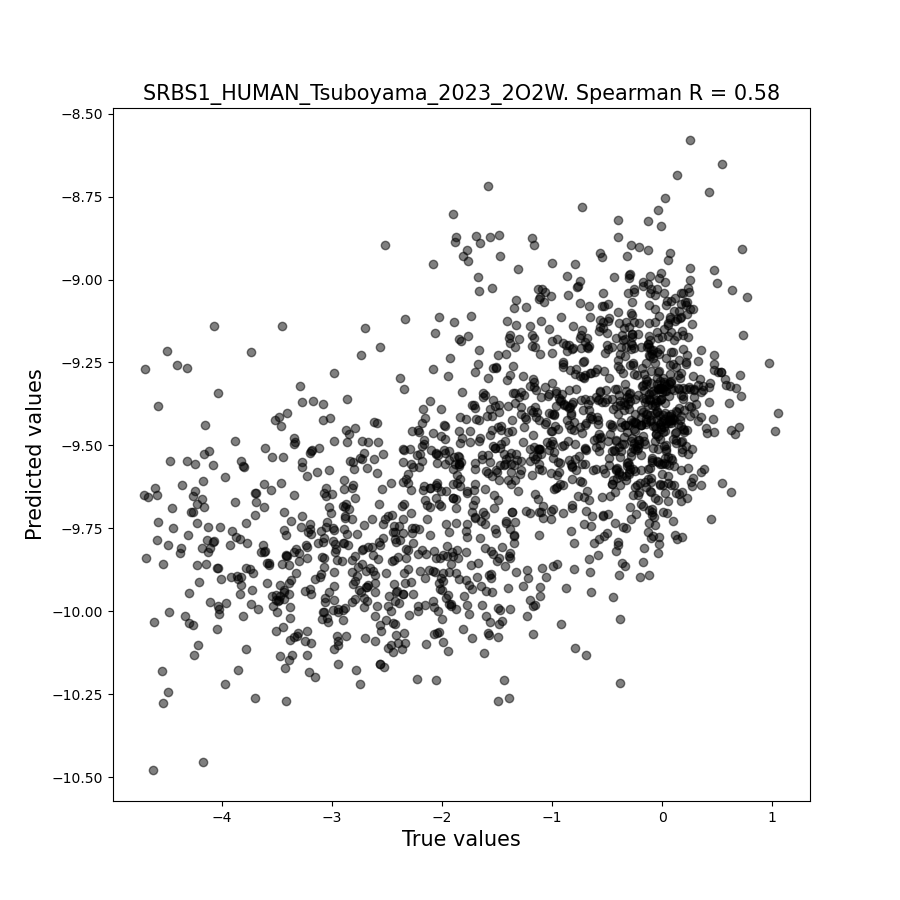 SRBS1_HUMAN_Tsuboyama_2023_2O2W. Spearman R = 0.58
−8.50
−8.75
−9.00
−9.25
−9.50
−9.75
−10.00
−10.25
−10.50
Predicted values
−4 −3 −2 −1 0 1
True values